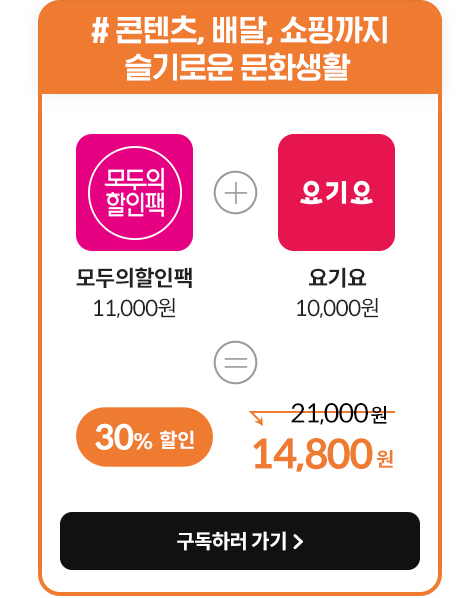 # 콘텐츠, 배달, 쇼핑까지
슬기로운 문화생활
모두의
할인팩
+
요기요
모두의할인팩
11,000원
요기요
10,000원
=
30% 할인
21,000원
14,800원
구독하러 가기 >